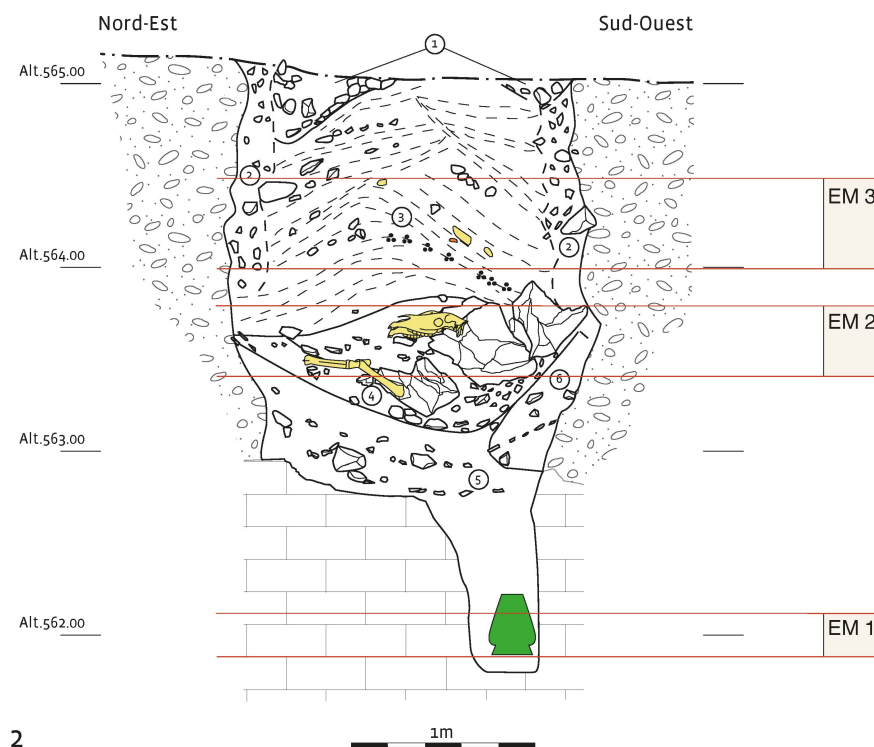 Nord-Est
Sud-Ouest
1
Alt.565.00
2
EM 3
3
2
Alt.564.00
EM 2
6
4
Alt.563.00
5
Alt.562.00
EM 1
1m
2